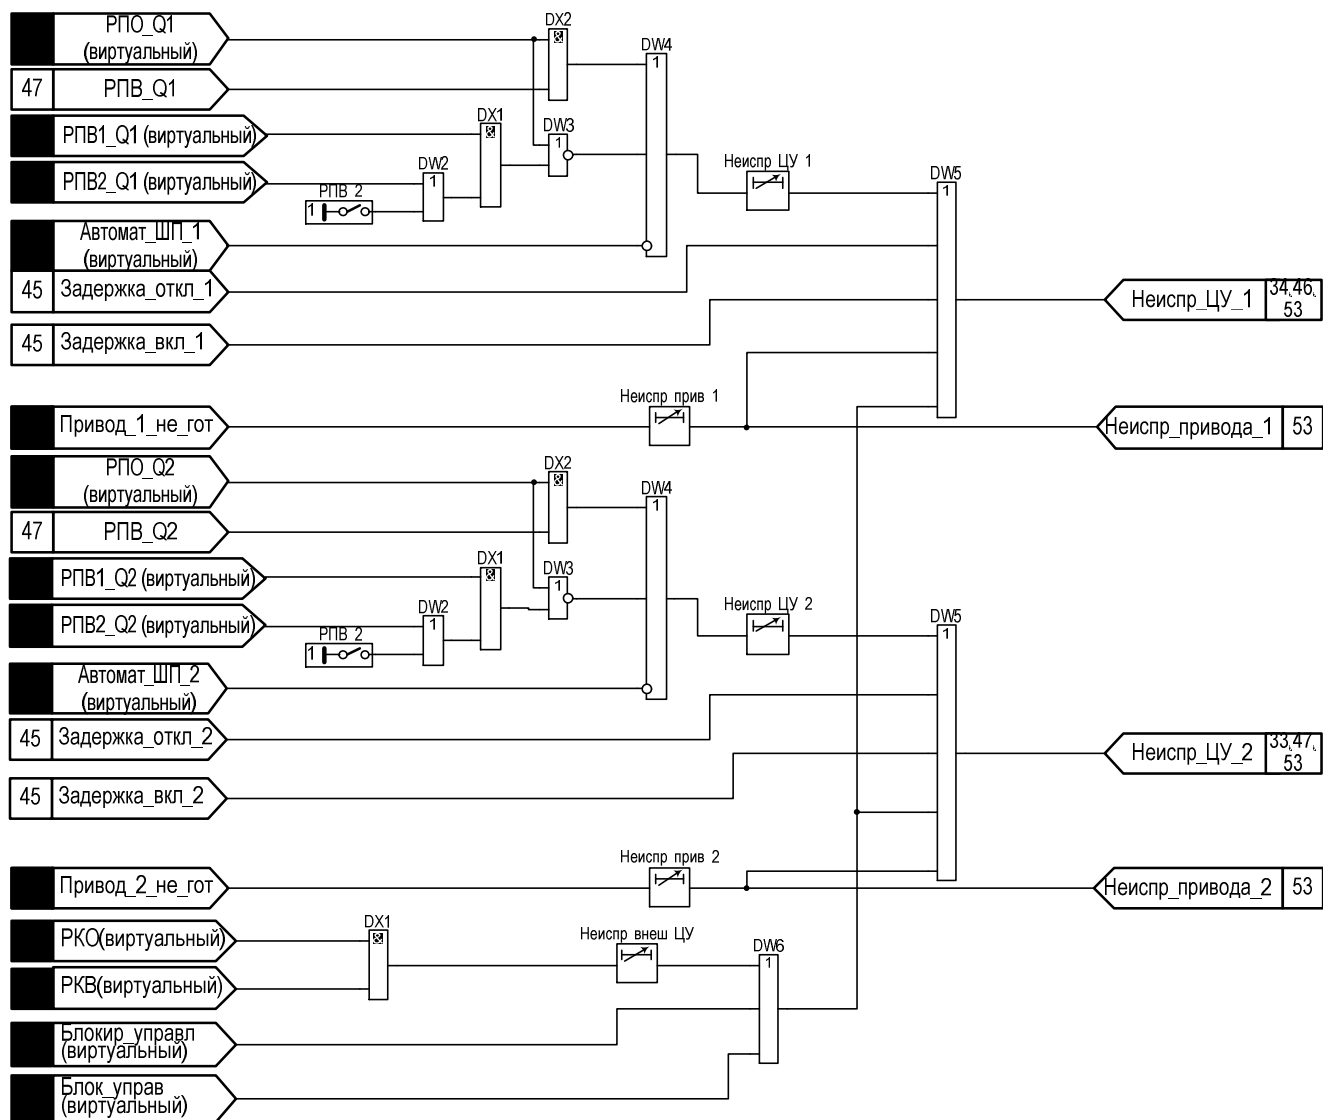 РПО_Q1
(виртуальный)
47 РПВ_Q1
РПВ1_Q1 (виртуальный)
РПВ2_Q1 (виртуальный)
РПВ 2
1
DW2
1
DX1
&
DX2
&
DW3
1
DW4
1
Автомат_ШП_1
(виртуальный)
45 Задержка_откл_1
45 Задержка_вкл_1
Неиспр ЦУ 1
DW5
1
Неиспр_ЦУ_1
34,46,
53
Привод_1_не_гот
Неиспр прив 1
Неиспр_привода_1 53
РПО_Q2
(виртуальный)
47 РПВ_Q2
РПВ1_Q2 (виртуальный)
РПВ2_Q2 (виртуальный)
РПВ 2
1
DW2
1
DX1
&
DX2
&
DW3
1
DW4
1
Автомат_ШП_2
(виртуальный)
45 Задержка_откл_2
45 Задержка_вкл_2
Неиспр ЦУ 2
DW5
1
Неиспр_ЦУ_2
33,47,
53
Привод_2_не_гот
Неиспр прив 2
Неиспр_привода_2 53
РКО(виртуальный)
РКВ(виртуальный)
DX1
&
Неиспр внеш ЦУ
DW6
1
Блокир_управл
(виртуальный)
Блок_управ
(виртуальный)